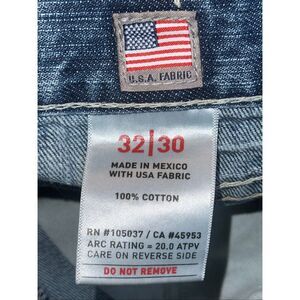 U.S.A. FABRIC
32|30
MADE IN MEXICO
WITH USA FABRIC
100% COTTON
RN #105037 / CA #45953
ARC RATING = 20.0 ATPV
CARE ON REVERSE SIDE
DO NOT REMOVE